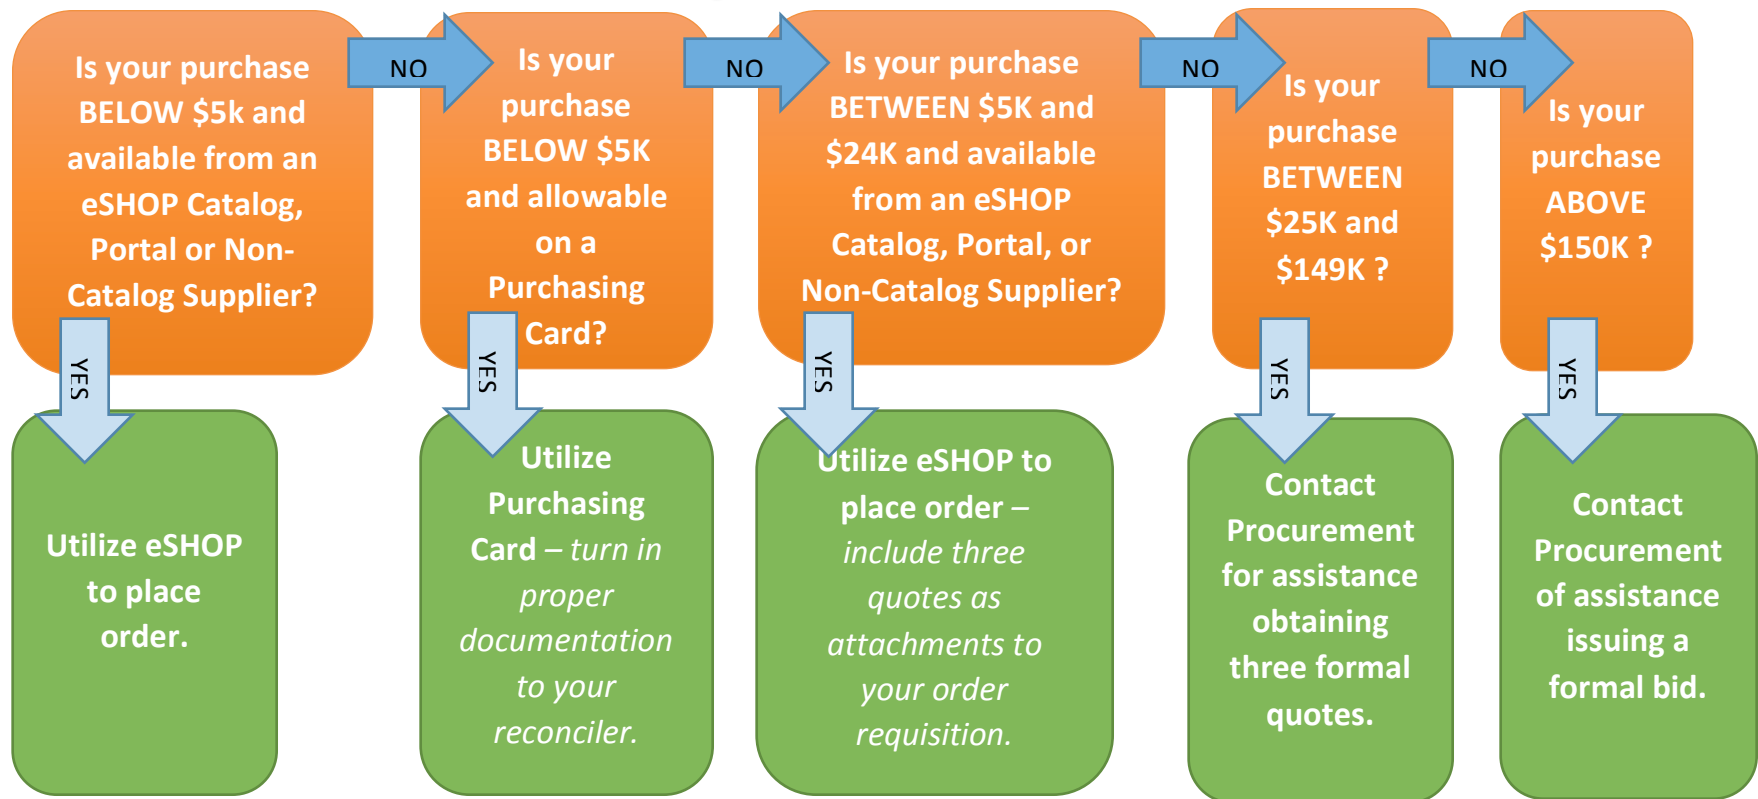 Is your purchase
BELOW $5k and
available from an
eSHOP Catalog,
Portal or Non-
Catalog Supplier?
NO
Is your
purchase
BELOW $5K
and allowable
on a
Purchasing
Card?
NO
Is your purchase
BETWEEN $5K and
$24K and available
from an eSHOP
Catalog, Portal, or
Non-Catalog Supplier?
NO
Is your
purchase
BETWEEN
$25K and
$149K ?
NO
Is your
purchase
ABOVE
$150K ?
YES
YES
YES
YES
YES
Utilize eSHOP
to place
order.
Utilize
Purchasing
Card – turn in
proper
documentation
to your
reconciler.
Utilize eSHOP to
place order –
include three
quotes as
attachments to
your order
requisition.
Contact
Procurement
for assistance
obtaining
three formal
quotes.
Contact
Procurement
of assistance
issuing a
formal bid.